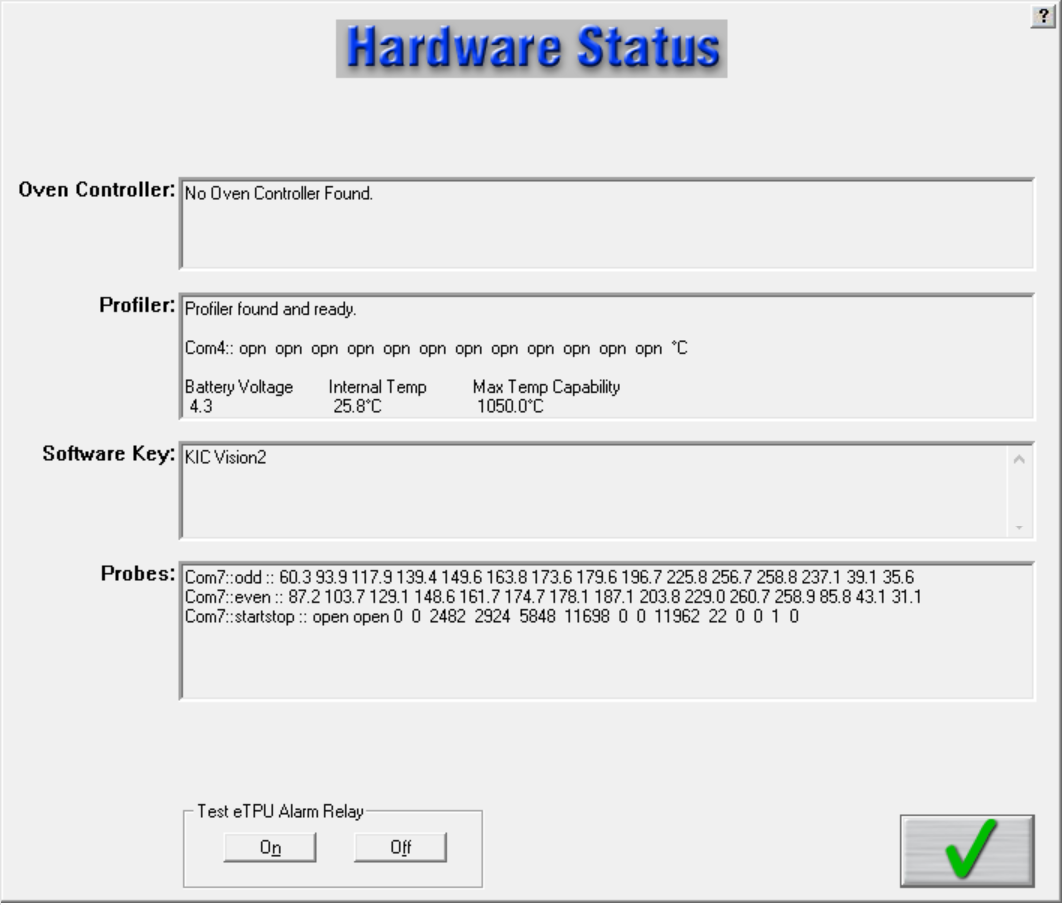 ?
Hardware Status
Oven Controller: No Oven Controller Found.
Profiler: Profiler found and ready.
Com4:: opn opn opn opn opn opn opn opn opn opn opn opn °C
Battery Voltage Internal Temp Max Temp Capability
4.3 25.8°C 1050.0°C
Software Key: KIC Vision2
Probes: Com7::odd :: 60.3 93.9 117.9 139.4 149.6 163.8 173.6 179.6 196.7 225.8 256.7 258.8 237.1 39.1 35.6
Com7::even :: 87.2 103.7 129.1 148.6 161.7 174.7 178.1 187.1 203.8 229.0 260.7 258.9 85.8 43.1 31.1
Com7::startstop :: open open 0 0 2482 2924 5848 11698 0 0 11962 22 0 0 1 0
Test eTPU Alarm Relay
On Off